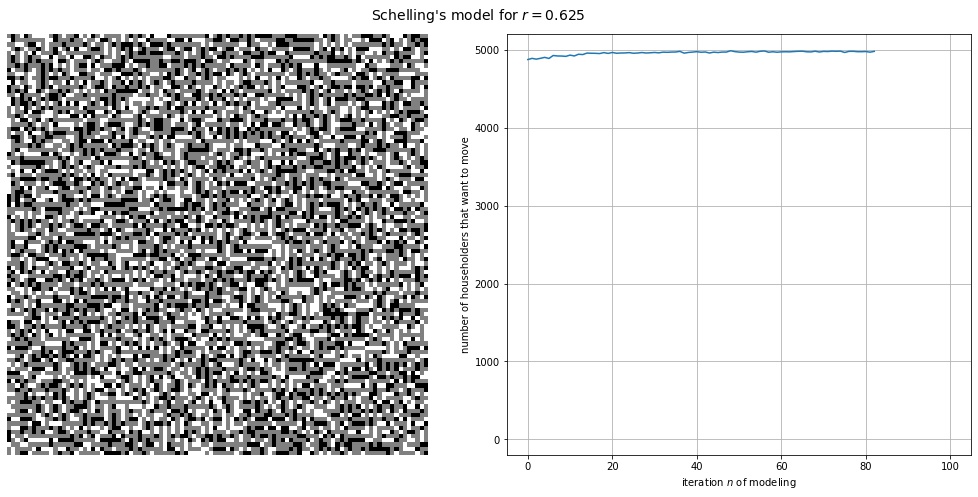 Schelling's model for r = 0.625
5000
4000
3000
2000
1000
0
number of householders that want to move
0 20 40 60 80 100
iteration n of modeling